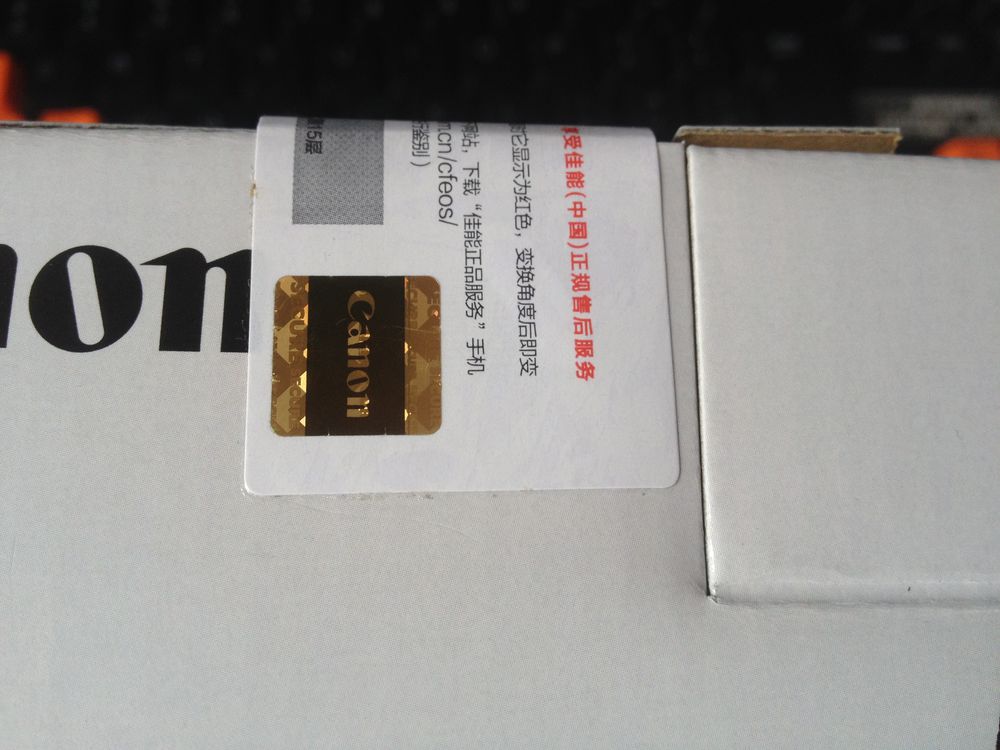 享受佳能(中国)正规售后服务
它显示为红色，变换角度后即变
网站，下载“佳能正品服务”手机
.cn/cfeos/
鉴别）
15层
Canon
non